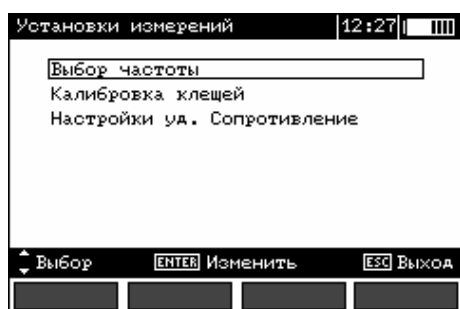 Установки измерений 12:27
Выбор частоты
Калибровка клещей
Настройки уд. Сопротивление
Выбор ENTER Изменить ESC Выход